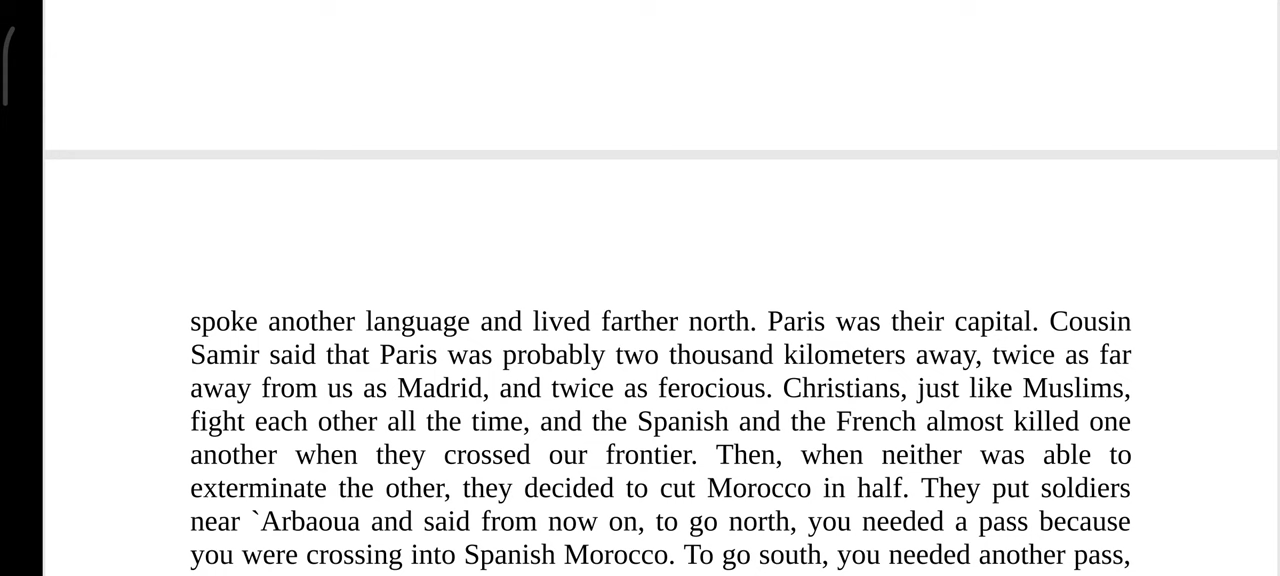 spoke another language and lived farther north. Paris was their capital. Cousin
Samir said that Paris was probably two thousand kilometers away, twice as far
away from us as Madrid, and twice as ferocious. Christians, just like Muslims,
fight each other all the time, and the Spanish and the French almost killed one
another when they crossed our frontier. Then, when neither was able to
exterminate the other, they decided to cut Morocco in half. They put soldiers
near `Arbaoua and said from now on, to go north, you needed a pass because
you were crossing into Spanish Morocco. To go south, you needed another pass,